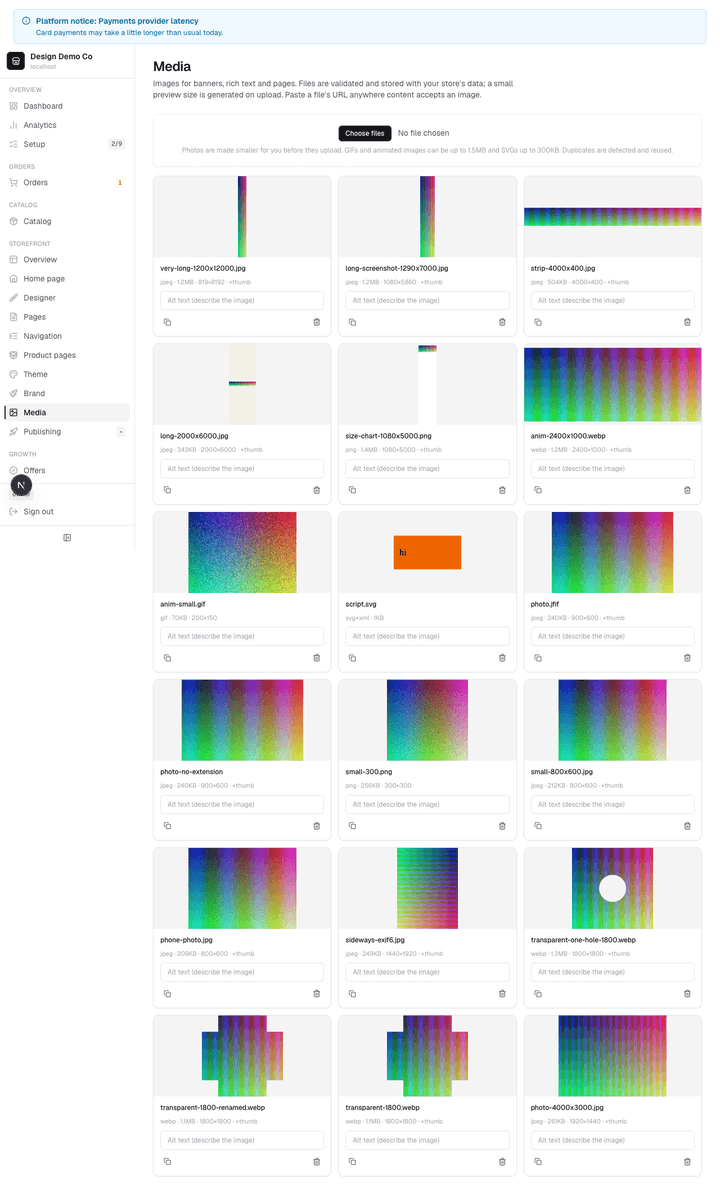 Platform notice: Payments provider latency
Card payments may take a little longer than usual today.
Design Demo Co
localhost
OVERVIEW
Dashboard
Analytics
Setup 2/9
ORDERS
Orders 1
CATALOG
Catalog
STOREFRONT
Overview
Home page
Designer
Pages
Navigation
Product pages
Theme
Brand
Media
Publishing
GROWTH
Offers
N
Sign out
Media
Images for banners, rich text and pages. Files are validated and stored with your store's data; a small
preview size is generated on upload. Paste a file's URL anywhere content accepts an image.
Choose files No file chosen
Photos are made smaller for you before they upload. GIFs and animated images can be up to 1.5MB and SVGs up to 300KB. Duplicates are detected and reused.
very-long-1200x12000.jpg
jpeg · 1.2MB · 819×8192 · +thumb
Alt text (describe the image)
long-screenshot-1290x7000.jpg
jpeg · 1.2MB · 1080×5860 · +thumb
Alt text (describe the image)
strip-4000x400.jpg
jpeg · 504KB · 4000×400 · +thumb
Alt text (describe the image)
long-2000x6000.jpg
jpeg · 343KB · 2000×6000 · +thumb
Alt text (describe the image)
size-chart-1080x5000.png
png · 1.4MB · 1080×5000 · +thumb
Alt text (describe the image)
anim-2400x1000.webp
webp · 1.2MB · 2400×1000 · +thumb
Alt text (describe the image)
anim-small.gif
gif · 70KB · 200×150
Alt text (describe the image)
hi
script.svg
svg+xml · 1KB
Alt text (describe the image)
photo.jfif
jpeg · 240KB · 900×600 · +thumb
Alt text (describe the image)
photo-no-extension
jpeg · 240KB · 900×600 · +thumb
Alt text (describe the image)
small-300.png
png · 256KB · 300×300
Alt text (describe the image)
small-800x600.jpg
jpeg · 212KB · 800×600 · +thumb
Alt text (describe the image)
phone-photo.jpg
jpeg · 209KB · 800×600 · +thumb
Alt text (describe the image)
sideways-exif6.jpg
jpeg · 249KB · 1440×1920 · +thumb
Alt text (describe the image)
transparent-one-hole-1800.webp
webp · 1.3MB · 1800×1800 · +thumb
Alt text (describe the image)
transparent-1800-renamed.webp
webp · 1.1MB · 1800×1800 · +thumb
Alt text (describe the image)
transparent-1800.webp
webp · 1.1MB · 1800×1800 · +thumb
Alt text (describe the image)
photo-4000x3000.jpg
jpeg · 261KB · 1920×1440 · +thumb
Alt text (describe the image)